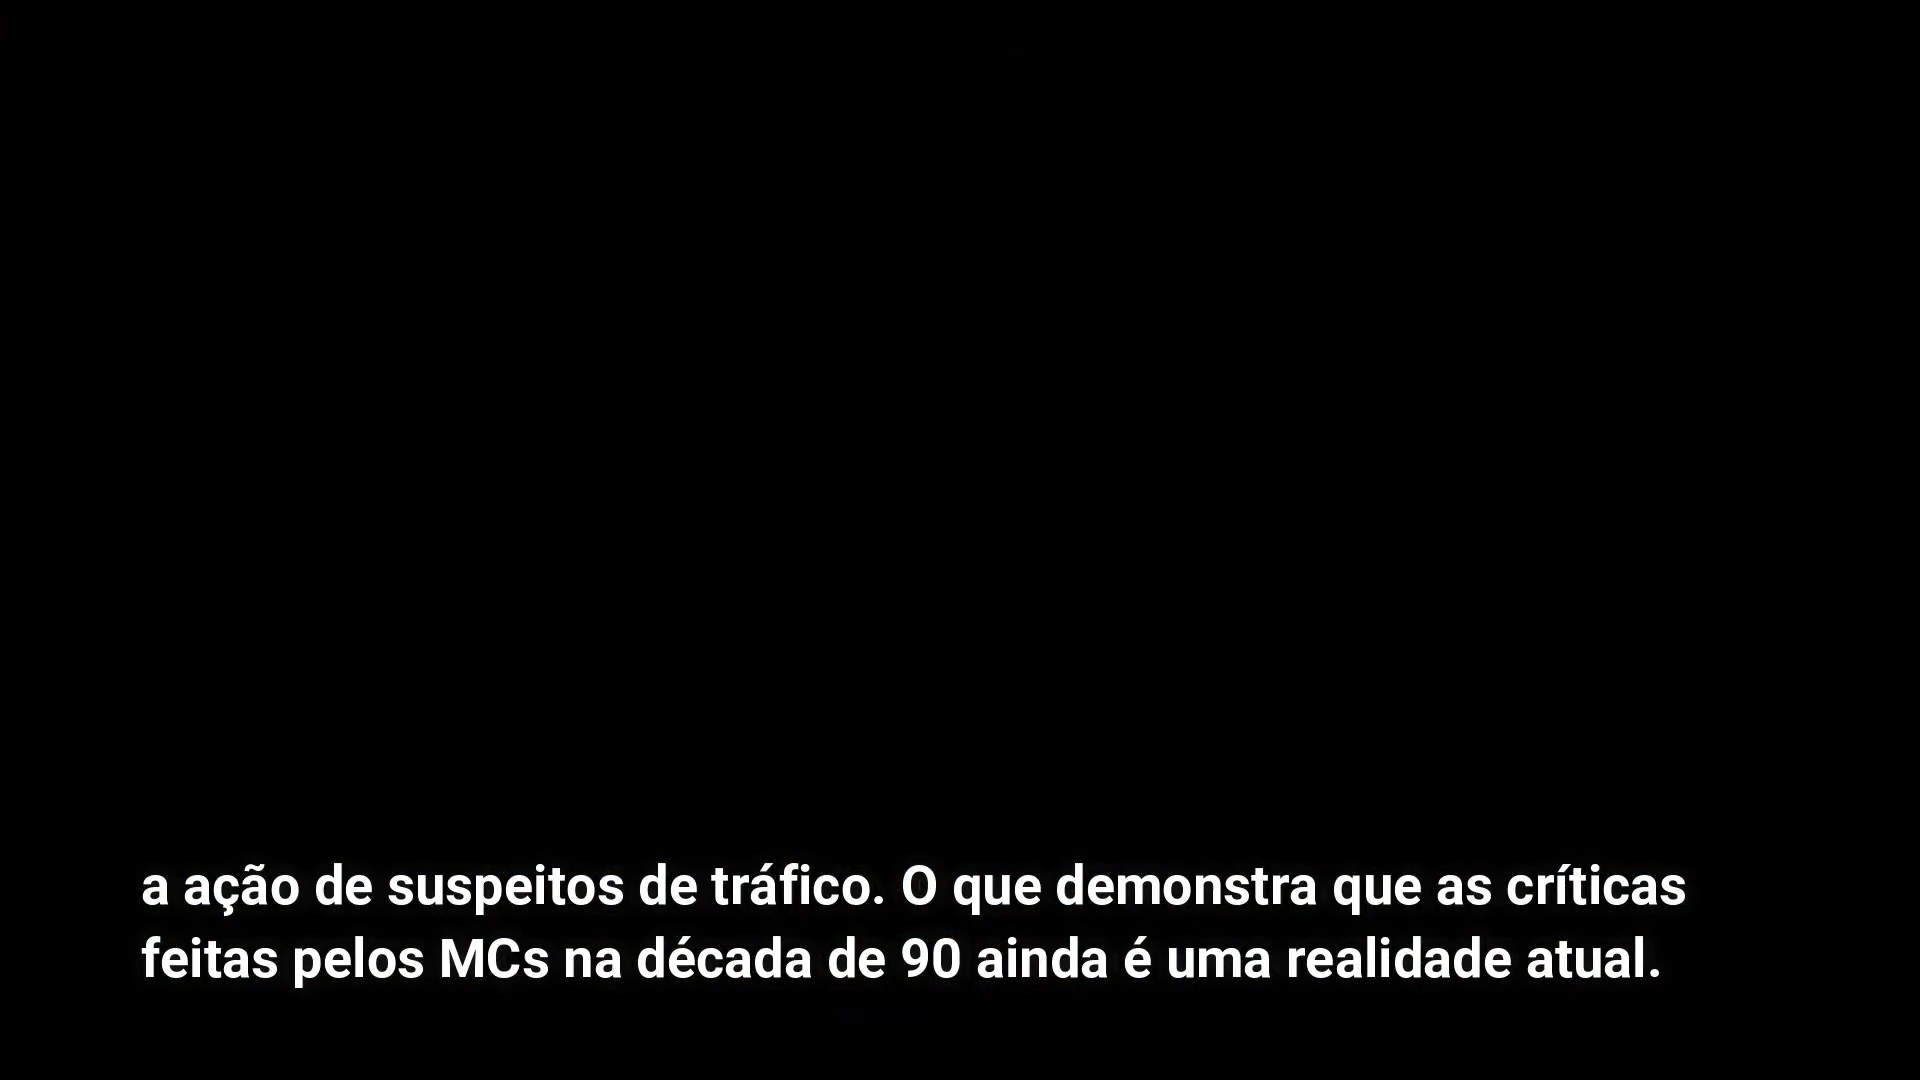 a ação de suspeitos de tráfico. O que demonstra que as críticas
feitas pelos MCs na década de 90 ainda é uma realidade atual.